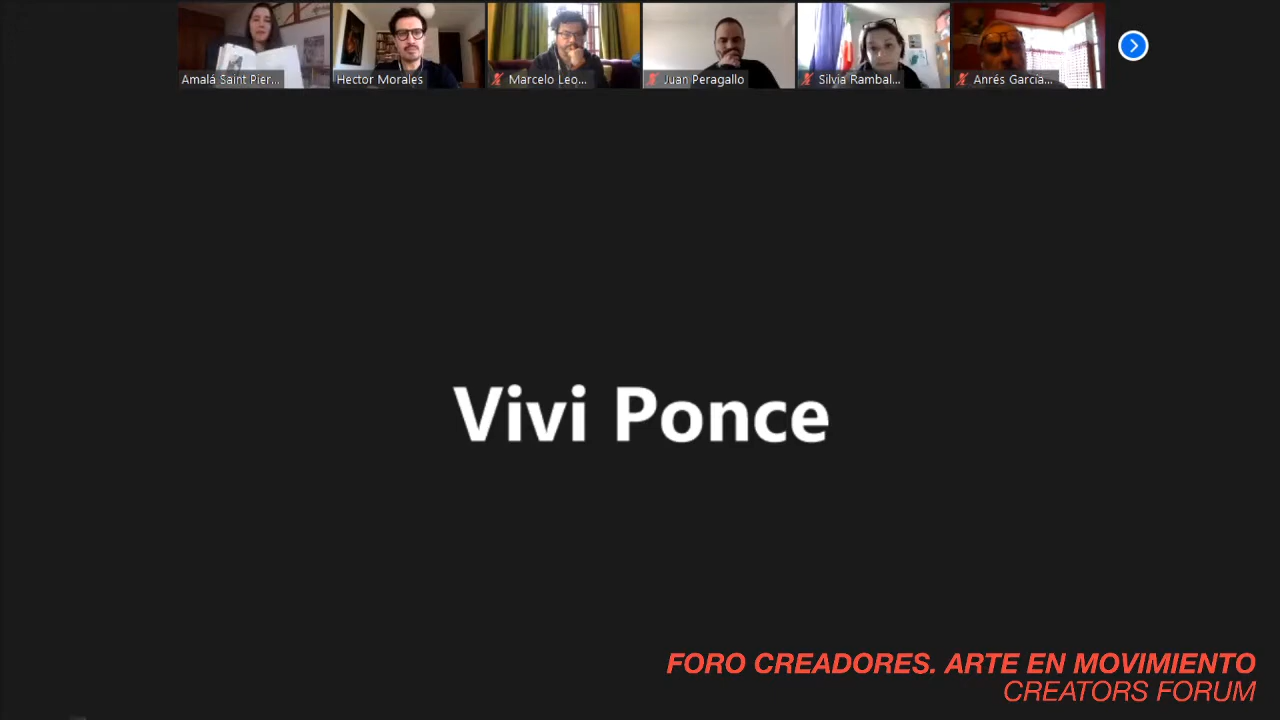 Amala Saint Pier...
Hector Morales
Marcelo Leo...
Juan Peragallo
Silvia Rambal...
Anrés García...
Vivi Ponce
FORO CREADORES. ARTE EN MOVIMIENTO
CREATORS FORUM